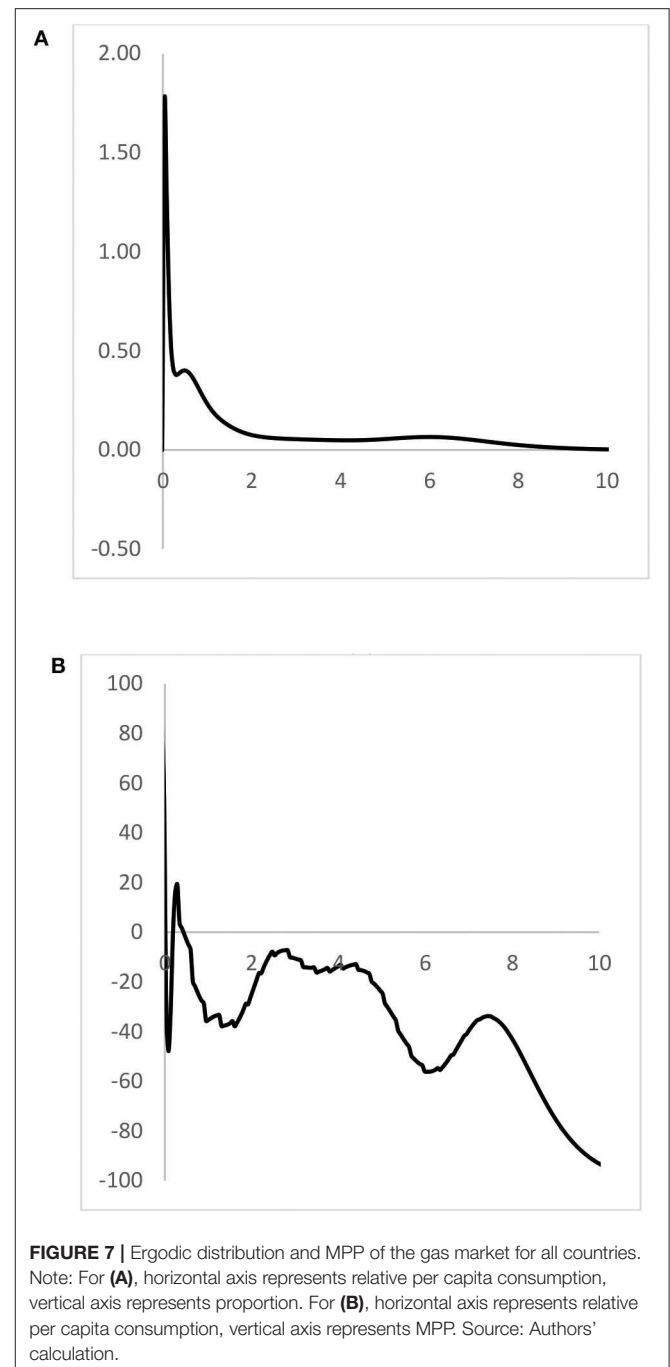 A
2.00
1.50
1.00
0.50
0.00
0 2 4 6 8 10
-0.50
B
100
80
60
40
20
0
0 2 4 6 8 10
-20
-40
-60
-80
-100
FIGURE 7 | Ergodic distribution and MPP of the gas market for all countries.
Note: For (A), horizontal axis represents relative per capita consumption,
vertical axis represents proportion. For (B), horizontal axis represents relative
per capita consumption, vertical axis represents MPP. Source: Authors'
calculation.